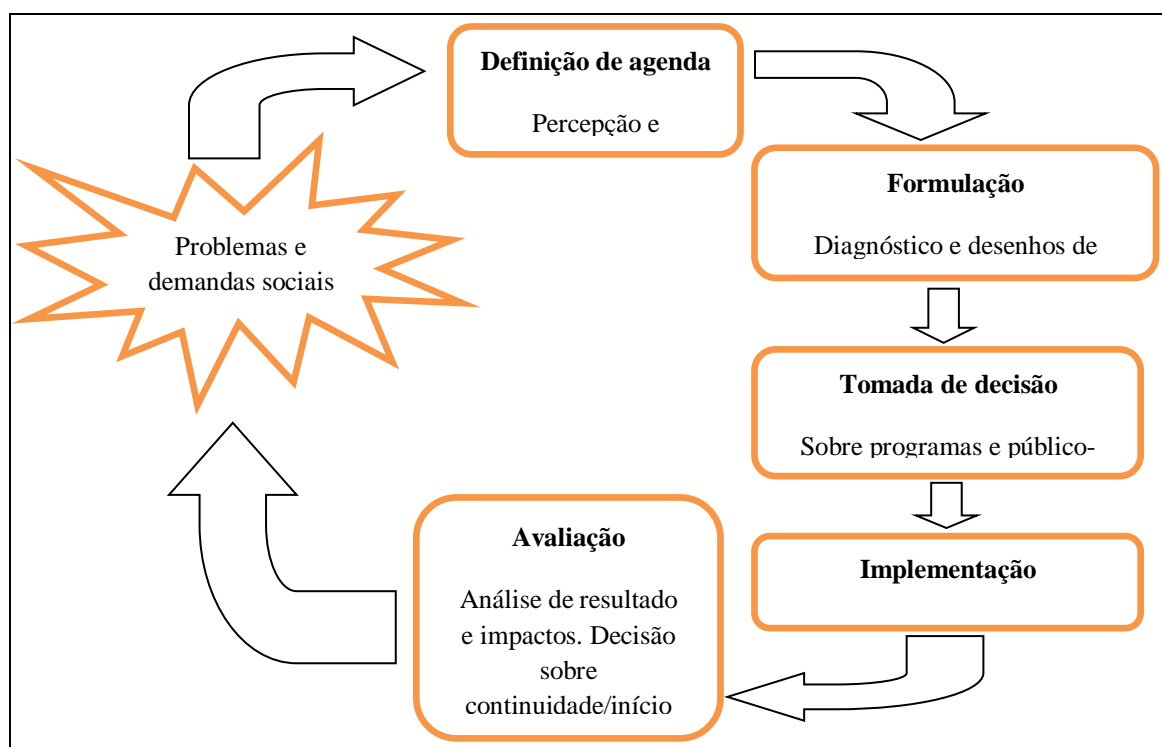 Definição de agenda
Percepção e
Formulação
Diagnóstico e desenhos de
Problemas e
demandas sociais
Tomada de decisão
Sobre programas e público-
Implementação
Avaliação
Análise de resultado
e impactos. Decisão
sobre
continuidade/início